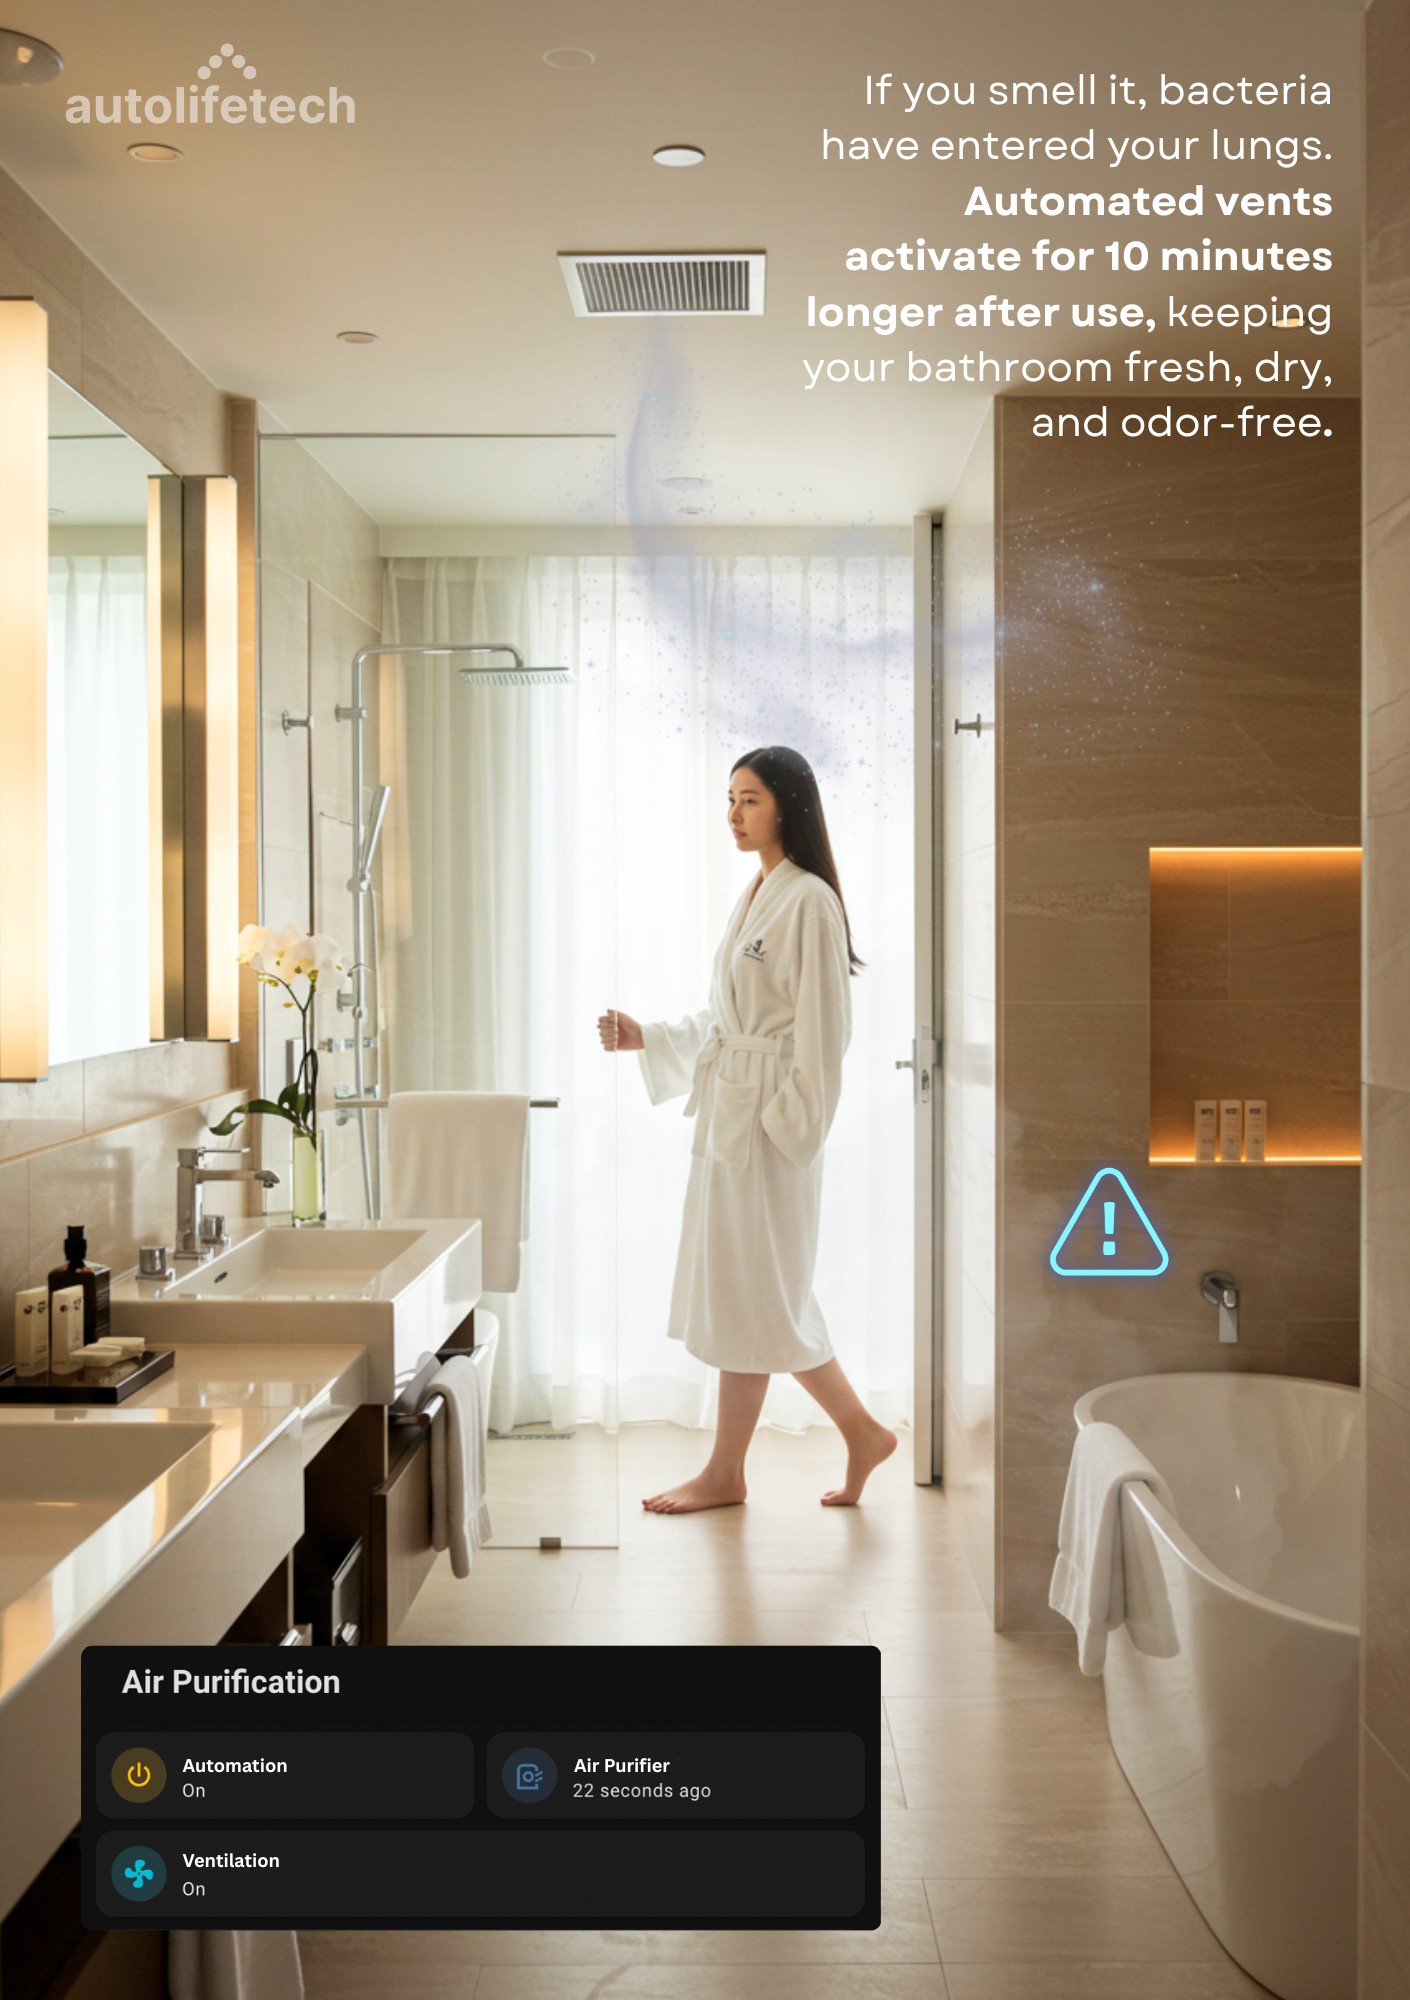 autolifetech
If you smell it, bacteria
have entered your lungs.
Automated vents
activate for 10 minutes
longer after use, keeping
your bathroom fresh, dry,
and odor-free.
Air Purification
Automation
On
Air Purifier
22 seconds ago
Ventilation
On